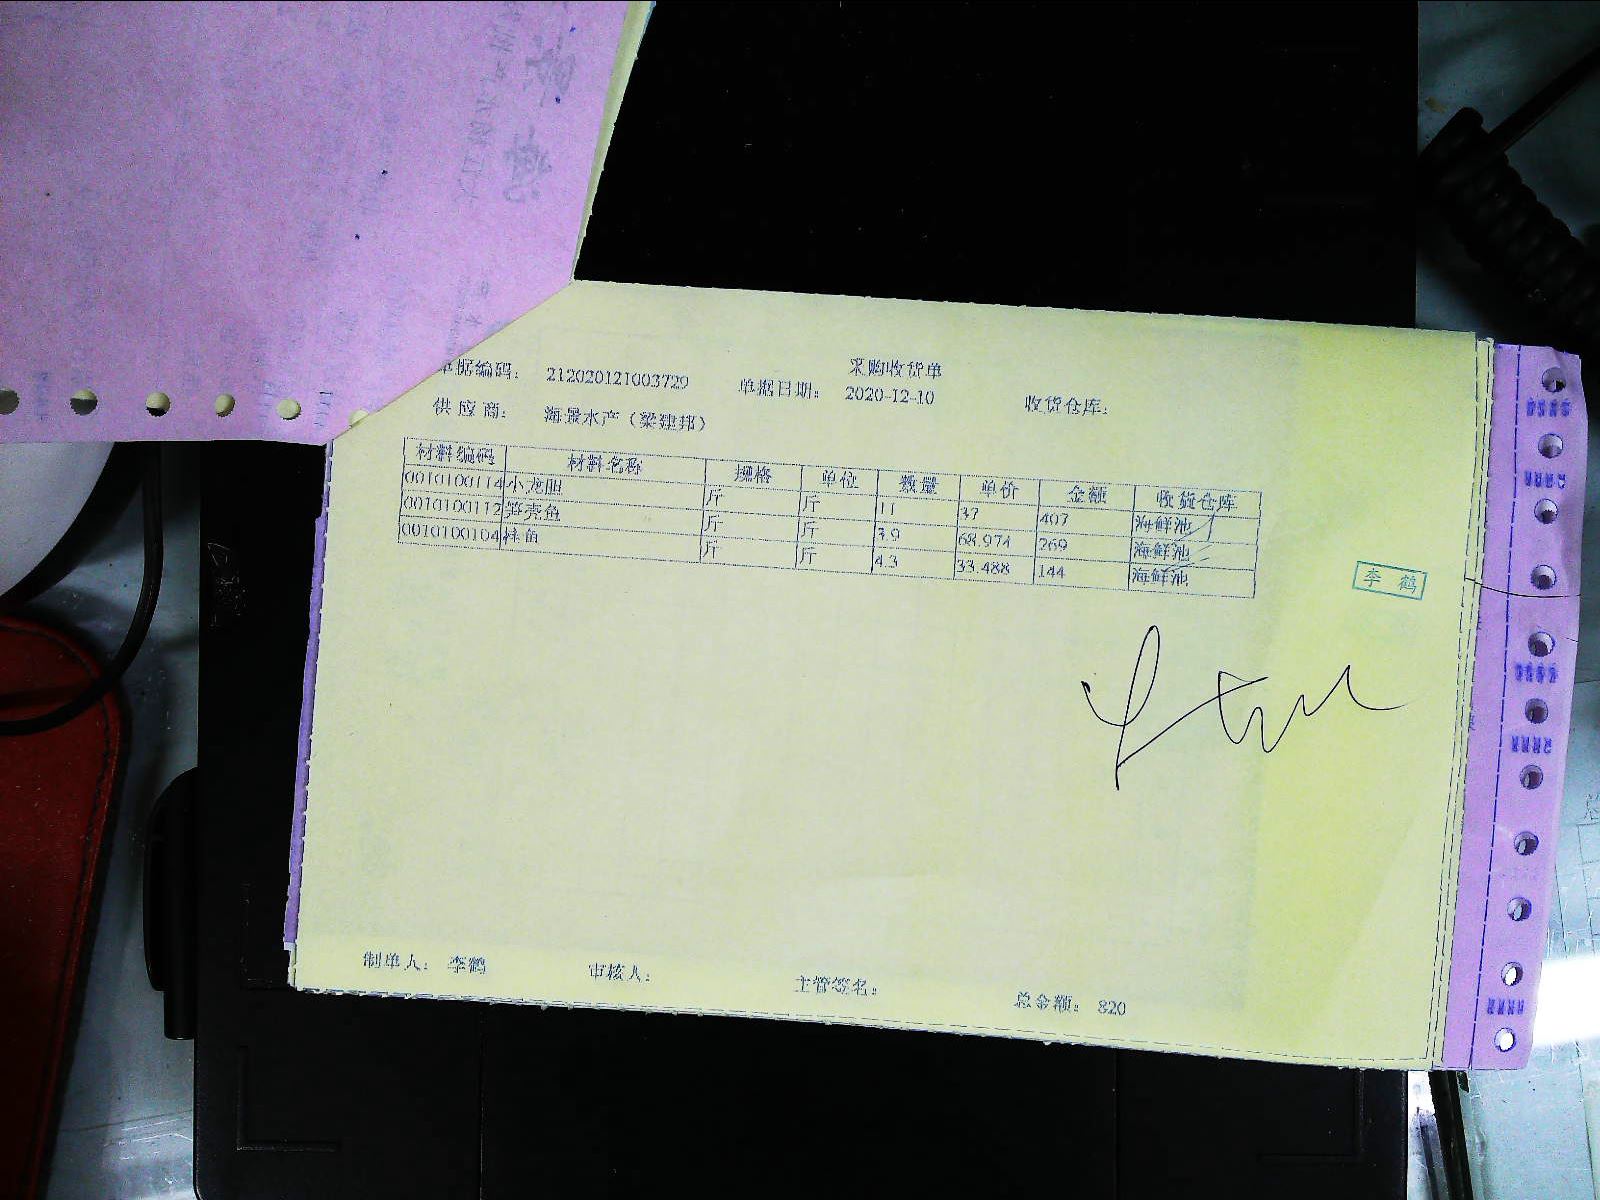 采购收货单
单据编码： 212020121003729 单据日期： 2020-12-10 收货仓库：
供应商： 海景水产（梁建邦）
材料编码 材料名称 规格 单位 数量 单价 金额 收货仓库
0010100114 小龙胆 斤 斤 11 37 407 海鲜池
0010100112 笋壳鱼 斤 斤 3.9 68.974 269 海鲜池
0010100104 桂鱼 斤 斤 4.3 33.488 144 海鲜池
李鹤
制单人： 李鹤 审核人： 主管签名： 总金额： 820